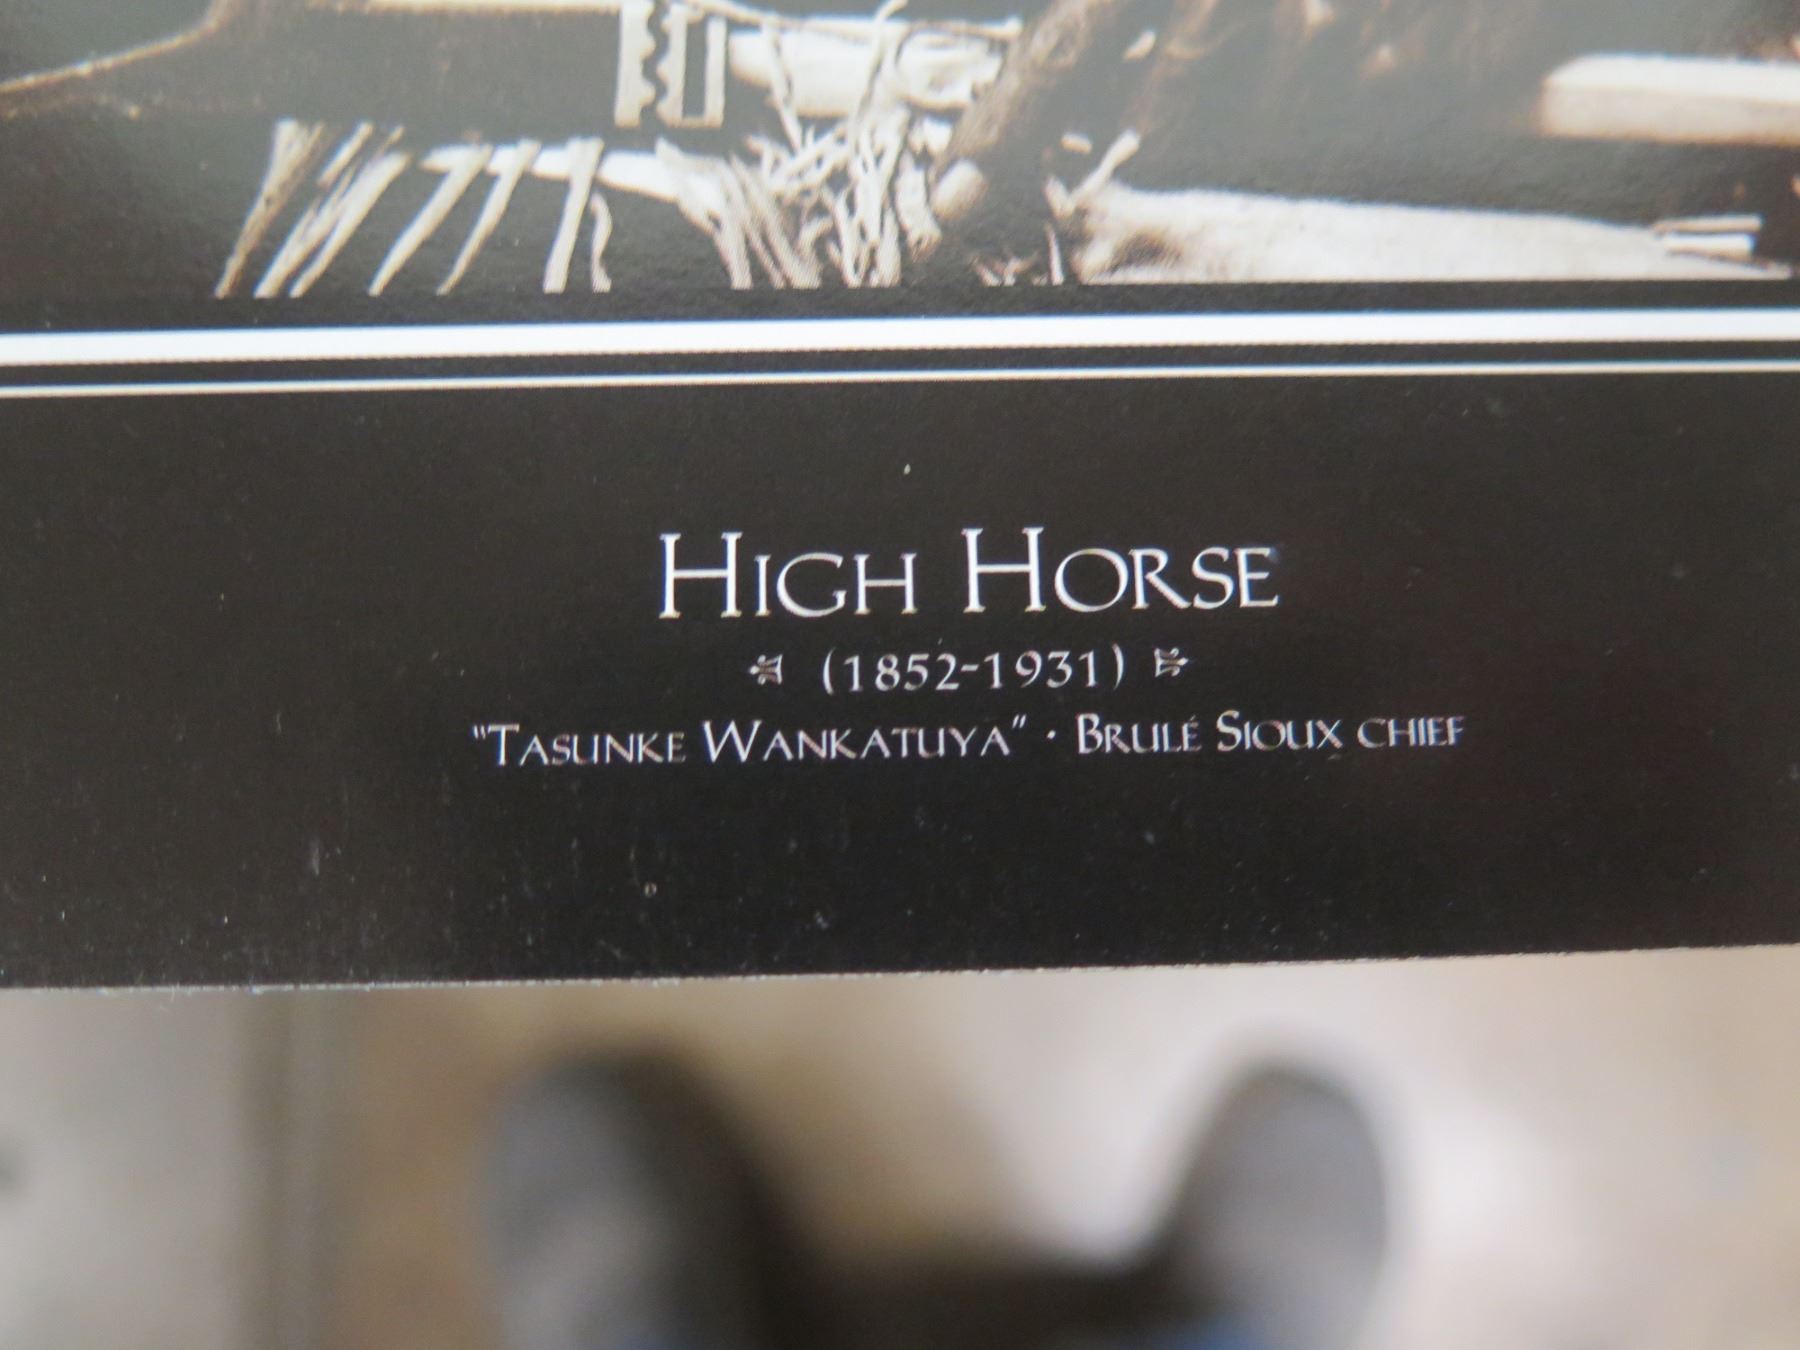 HIGH HORSE
(1852-1931)
"TASUNKE WANKATUYA" · BRULÉ SIOUX CHIEF